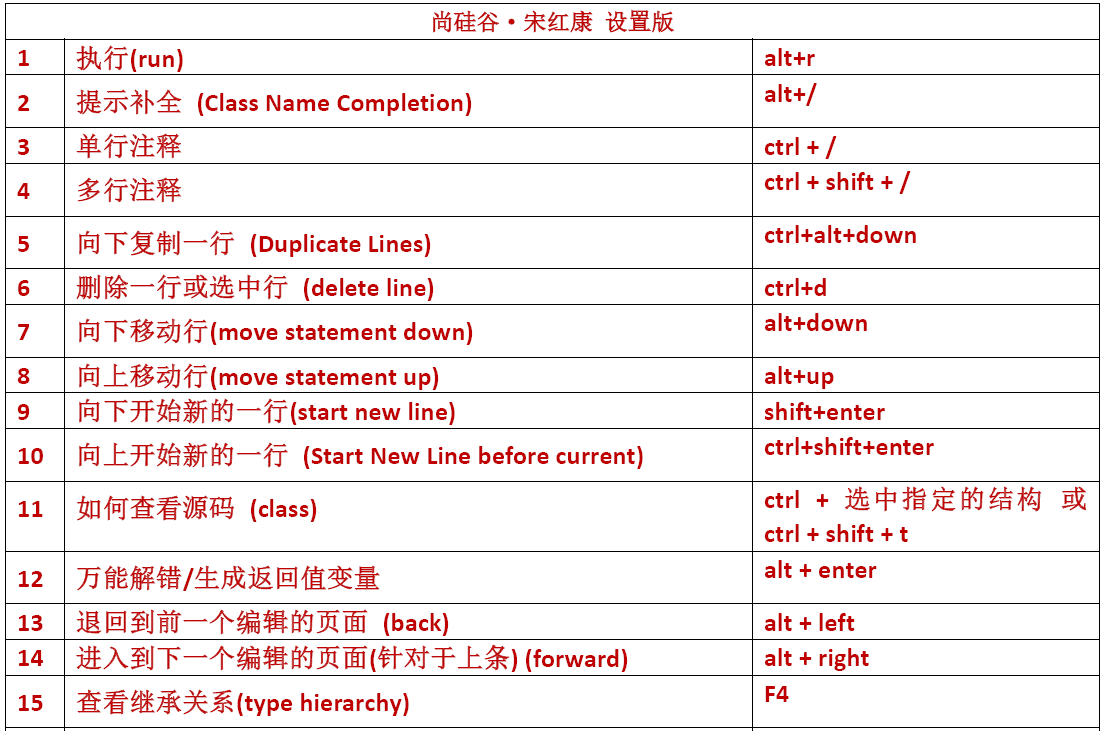 尚硅谷·宋红康 设置版
1 执行(run) alt+r
2 提示补全 (Class Name Completion) alt+/
3 单行注释 ctrl + /
4 多行注释 ctrl + shift + /
5 向下复制一行 (Duplicate Lines) ctrl+alt+down
6 删除一行或选中行 (delete line) ctrl+d
7 向下移动行(move statement down) alt+down
8 向上移动行(move statement up) alt+up
9 向下开始新的一行(start new line) shift+enter
10 向上开始新的一行 (Start New Line before current) ctrl+shift+enter
11 如何查看源码 (class) ctrl + 选中指定的结构 或
ctrl + shift + t
12 万能解错/生成返回值变量 alt + enter
13 退回到前一个编辑的页面 (back) alt + left
14 进入到下一个编辑的页面(针对于上条) (forward) alt + right
15 查看继承关系(type hierarchy) F4